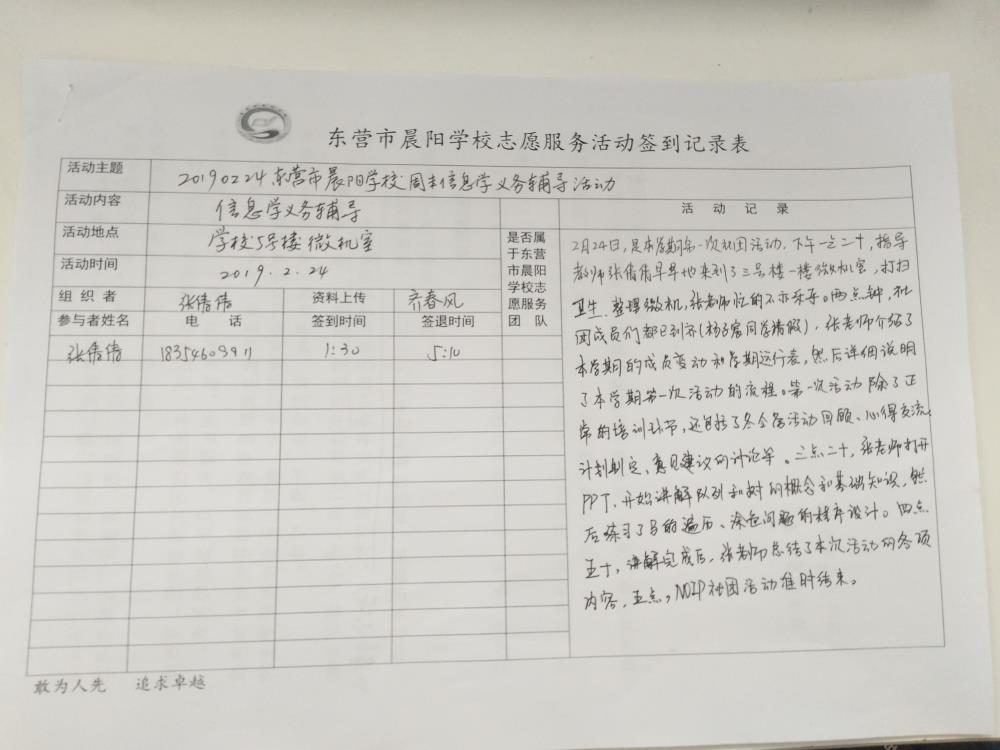 东营市晨阳学校志愿服务活动签到记录表
活动主题 20190224东营市晨阳学校周末信息学义务辅导活动
活动内容 信息学义务辅导
活动地点 学校5号楼微机室
活动时间 2019.2.24
组织者 张倩倩 资料上传 齐春风
参与者姓名 电话 签到时间 签退时间
张倩倩 18354603911 1:30 5:10
是否属
于东营
市晨阳
学校志
愿服务
团队
活动记录
2月24日,是本学期第一次社团活动。下午一点二十,指导
教师张倩倩早早地来到了三号楼一楼微机室,打扫
卫生、整理微机,张老师忙的不亦乐乎。两点钟,社
团成员们都已到齐(同学请假),张老师介绍了
本学期的成员变动和学期运行表,然后详细说明
了本学期第一次活动的流程。第一次活动除了正
常的培训环节,还包括了冬令营活动回顾、心得交流、
计划制定、意见建议的讨论等。三点二十,张老师打开
PPT,开始讲解队列和树的概念和基础知识,然
后练习了马的遍历、涂色问题的程序设计。四点
五十,讲解完成后,张老师总结了本次活动的各项
内容,五点,NOIP社团活动准时结束。
敢为人先 追求卓越